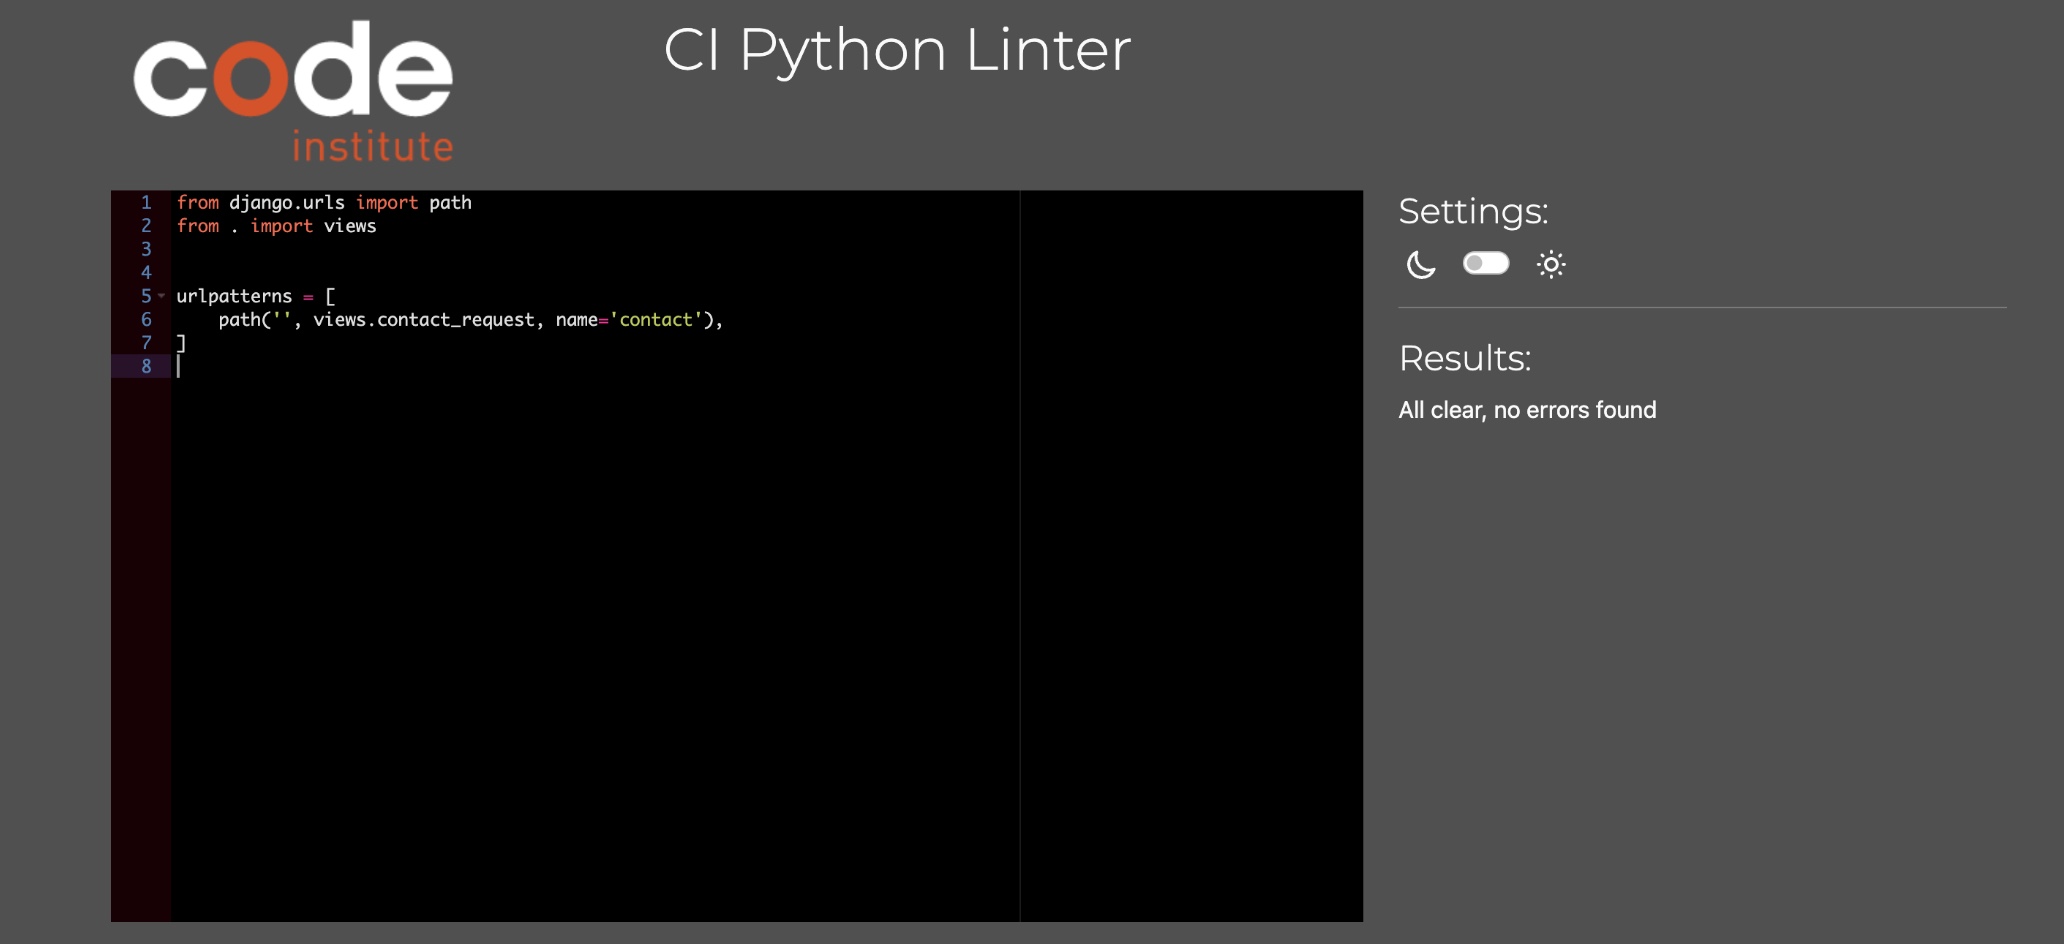 code
institute
CI Python Linter
1 from django.urls import path
2 from . import views
3
4
5 urlpatterns = [
6     path('', views.contact_request, name='contact'),
7 ]
8
Settings:
Results:
All clear, no errors found